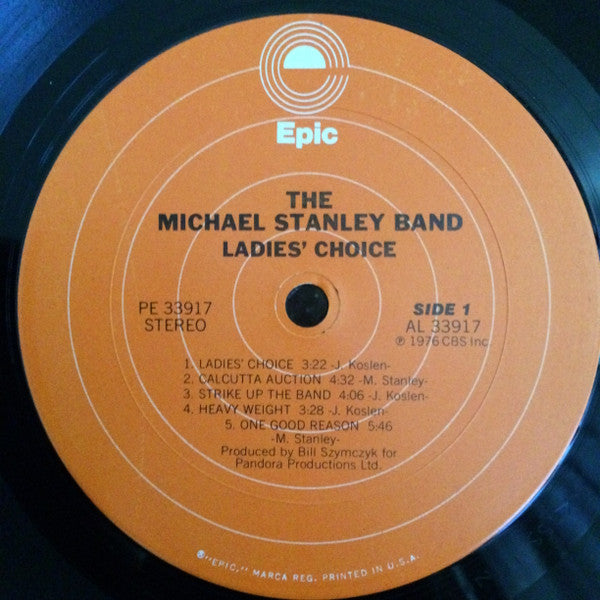 Epic
THE
MICHAEL STANLEY BAND
LADIES' CHOICE
PE 33917
STEREO
SIDE 1
AL 33917
℗ 1976 CBS Inc.
1. LADIES' CHOICE 3:22 -J. Koslen-
2. CALCUTTA AUCTION 4:32 -M. Stanley-
3. STRIKE UP THE BAND 4:06 -J. Koslen-
4. HEAVY WEIGHT 3:28 -J. Koslen-
5. ONE GOOD REASON 5:46
-M. Stanley-
Produced by Bill Szymczyk for
Pandora Productions Ltd.
® "EPIC," MARCA REG. PRINTED IN U.S.A.